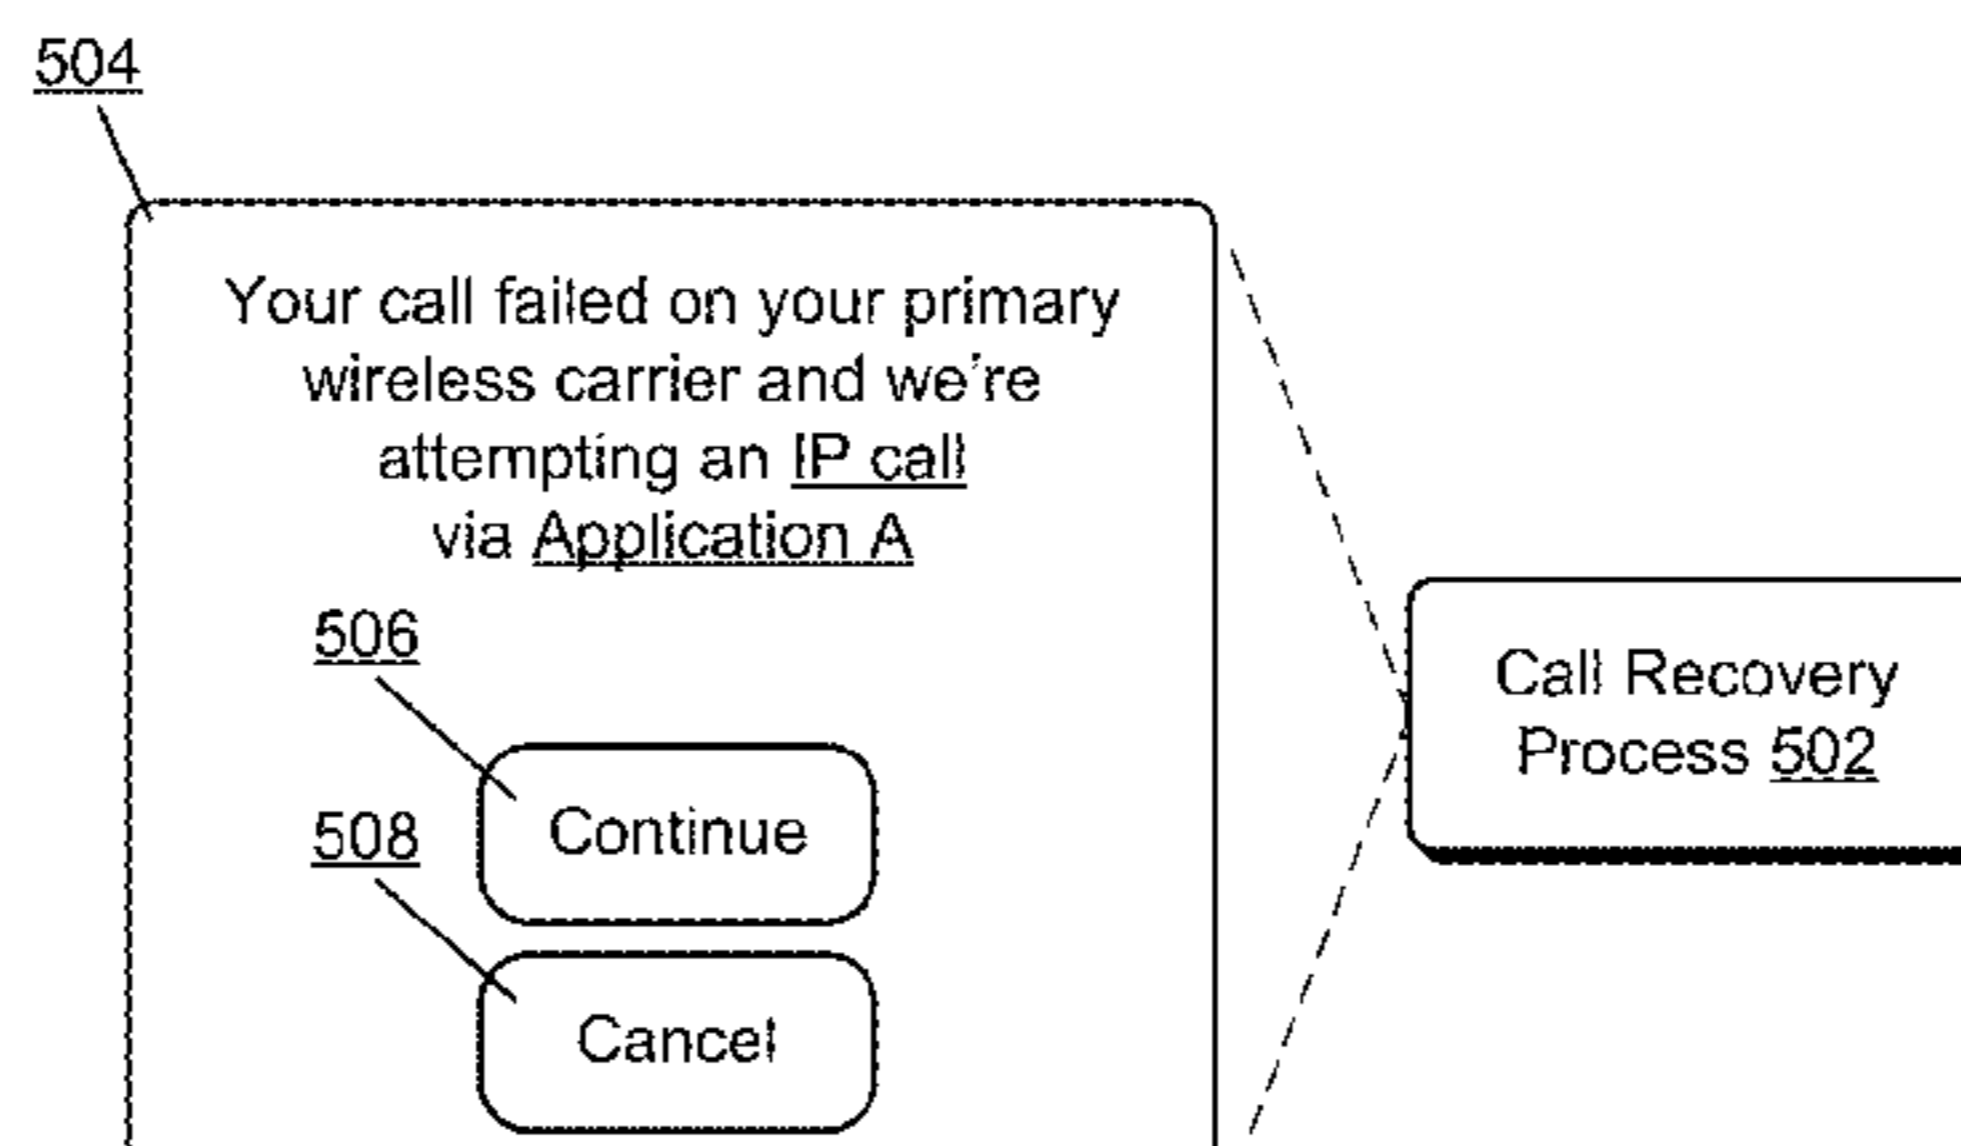 504
Your call failed on your primary
wireless carrier and we're
attempting an IP call
via Application A
506
Continue
508
Cancel
Call Recovery
Process 502